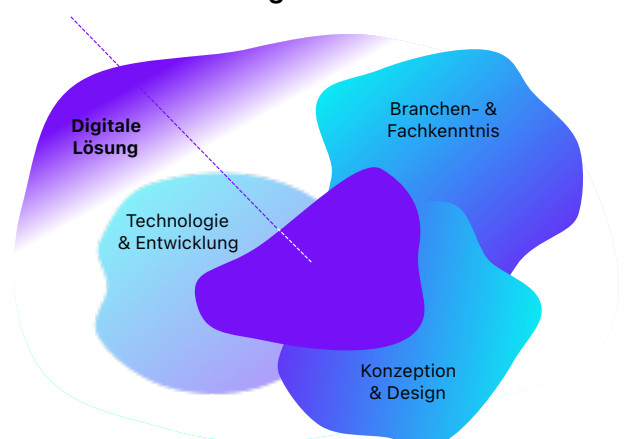 Digitale
Lösung
Branchen- &
Fachkenntnis
Technologie
& Entwicklung
Konzeption
& Design